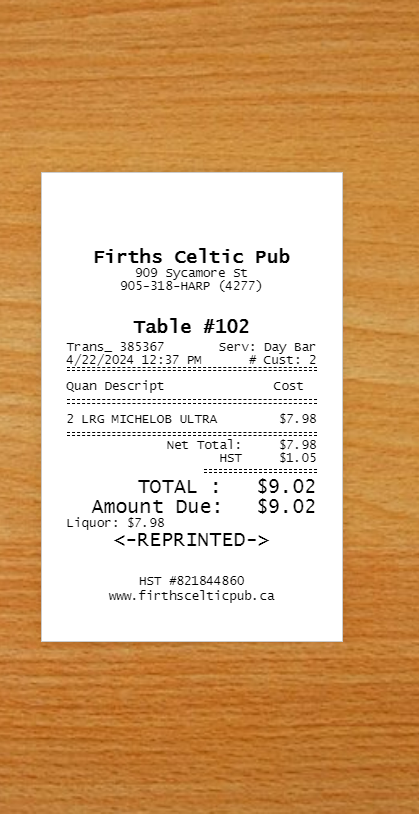 Firths Celtic Pub
909 Sycamore St
905-318-HARP (4277)
Table #102
Trans_ 385367 Serv: Day Bar
4/22/2024 12:37 PM # Cust: 2
Quan Descript Cost
2 LRG MICHELOB ULTRA $7.98
Net Total: $7.98
HST $1.05
TOTAL : $9.02
Amount Due: $9.02
Liquor: $7.98
<-REPRINTED->
HST #821844860
www.firthscelticpub.ca